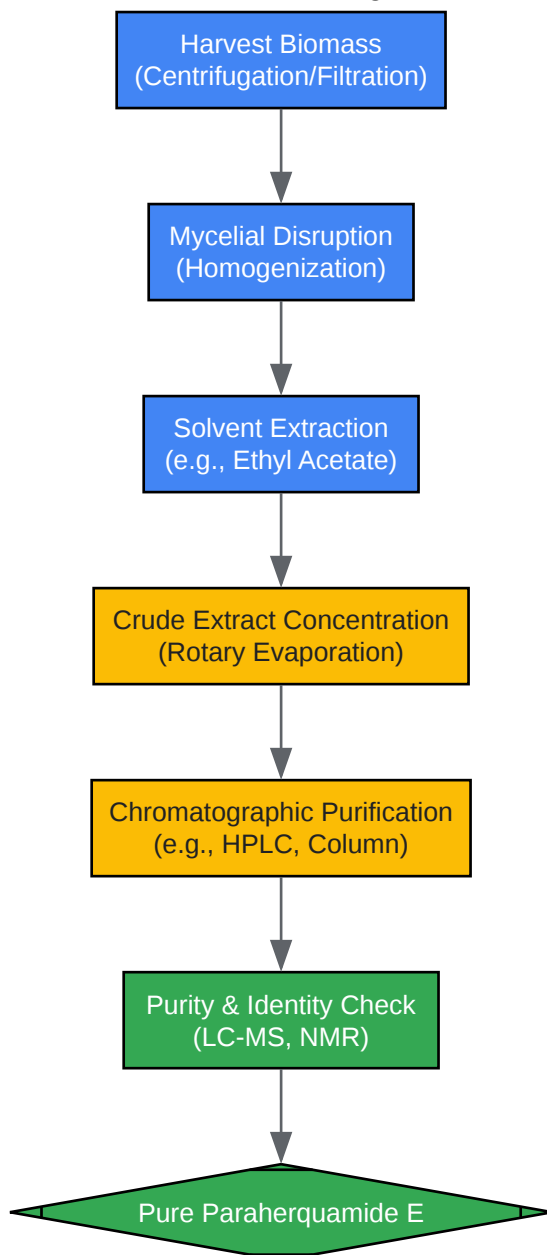 Harvest Biomass
(Centrifugation/Filtration)
Mycelial Disruption
(Homogenization)
Solvent Extraction
(e.g., Ethyl Acetate)
Crude Extract Concentration
(Rotary Evaporation)
Chromatographic Purification
(e.g., HPLC, Column)
Purity & Identity Check
(LC-MS, NMR)
Pure Paraherquamide E